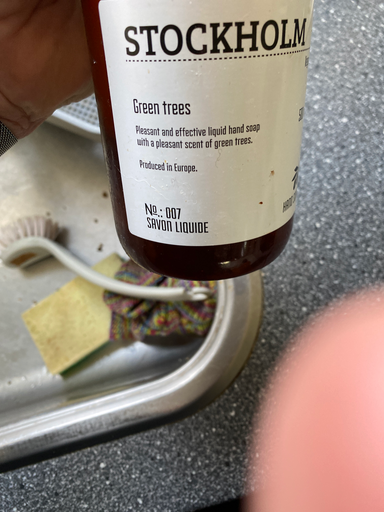 STOCKHOLM
Green trees
Pleasant and effective liquid hand soap
with a pleasant scent of green trees.
Produced in Europe.
No.: 007
SAVON LIQUIDE